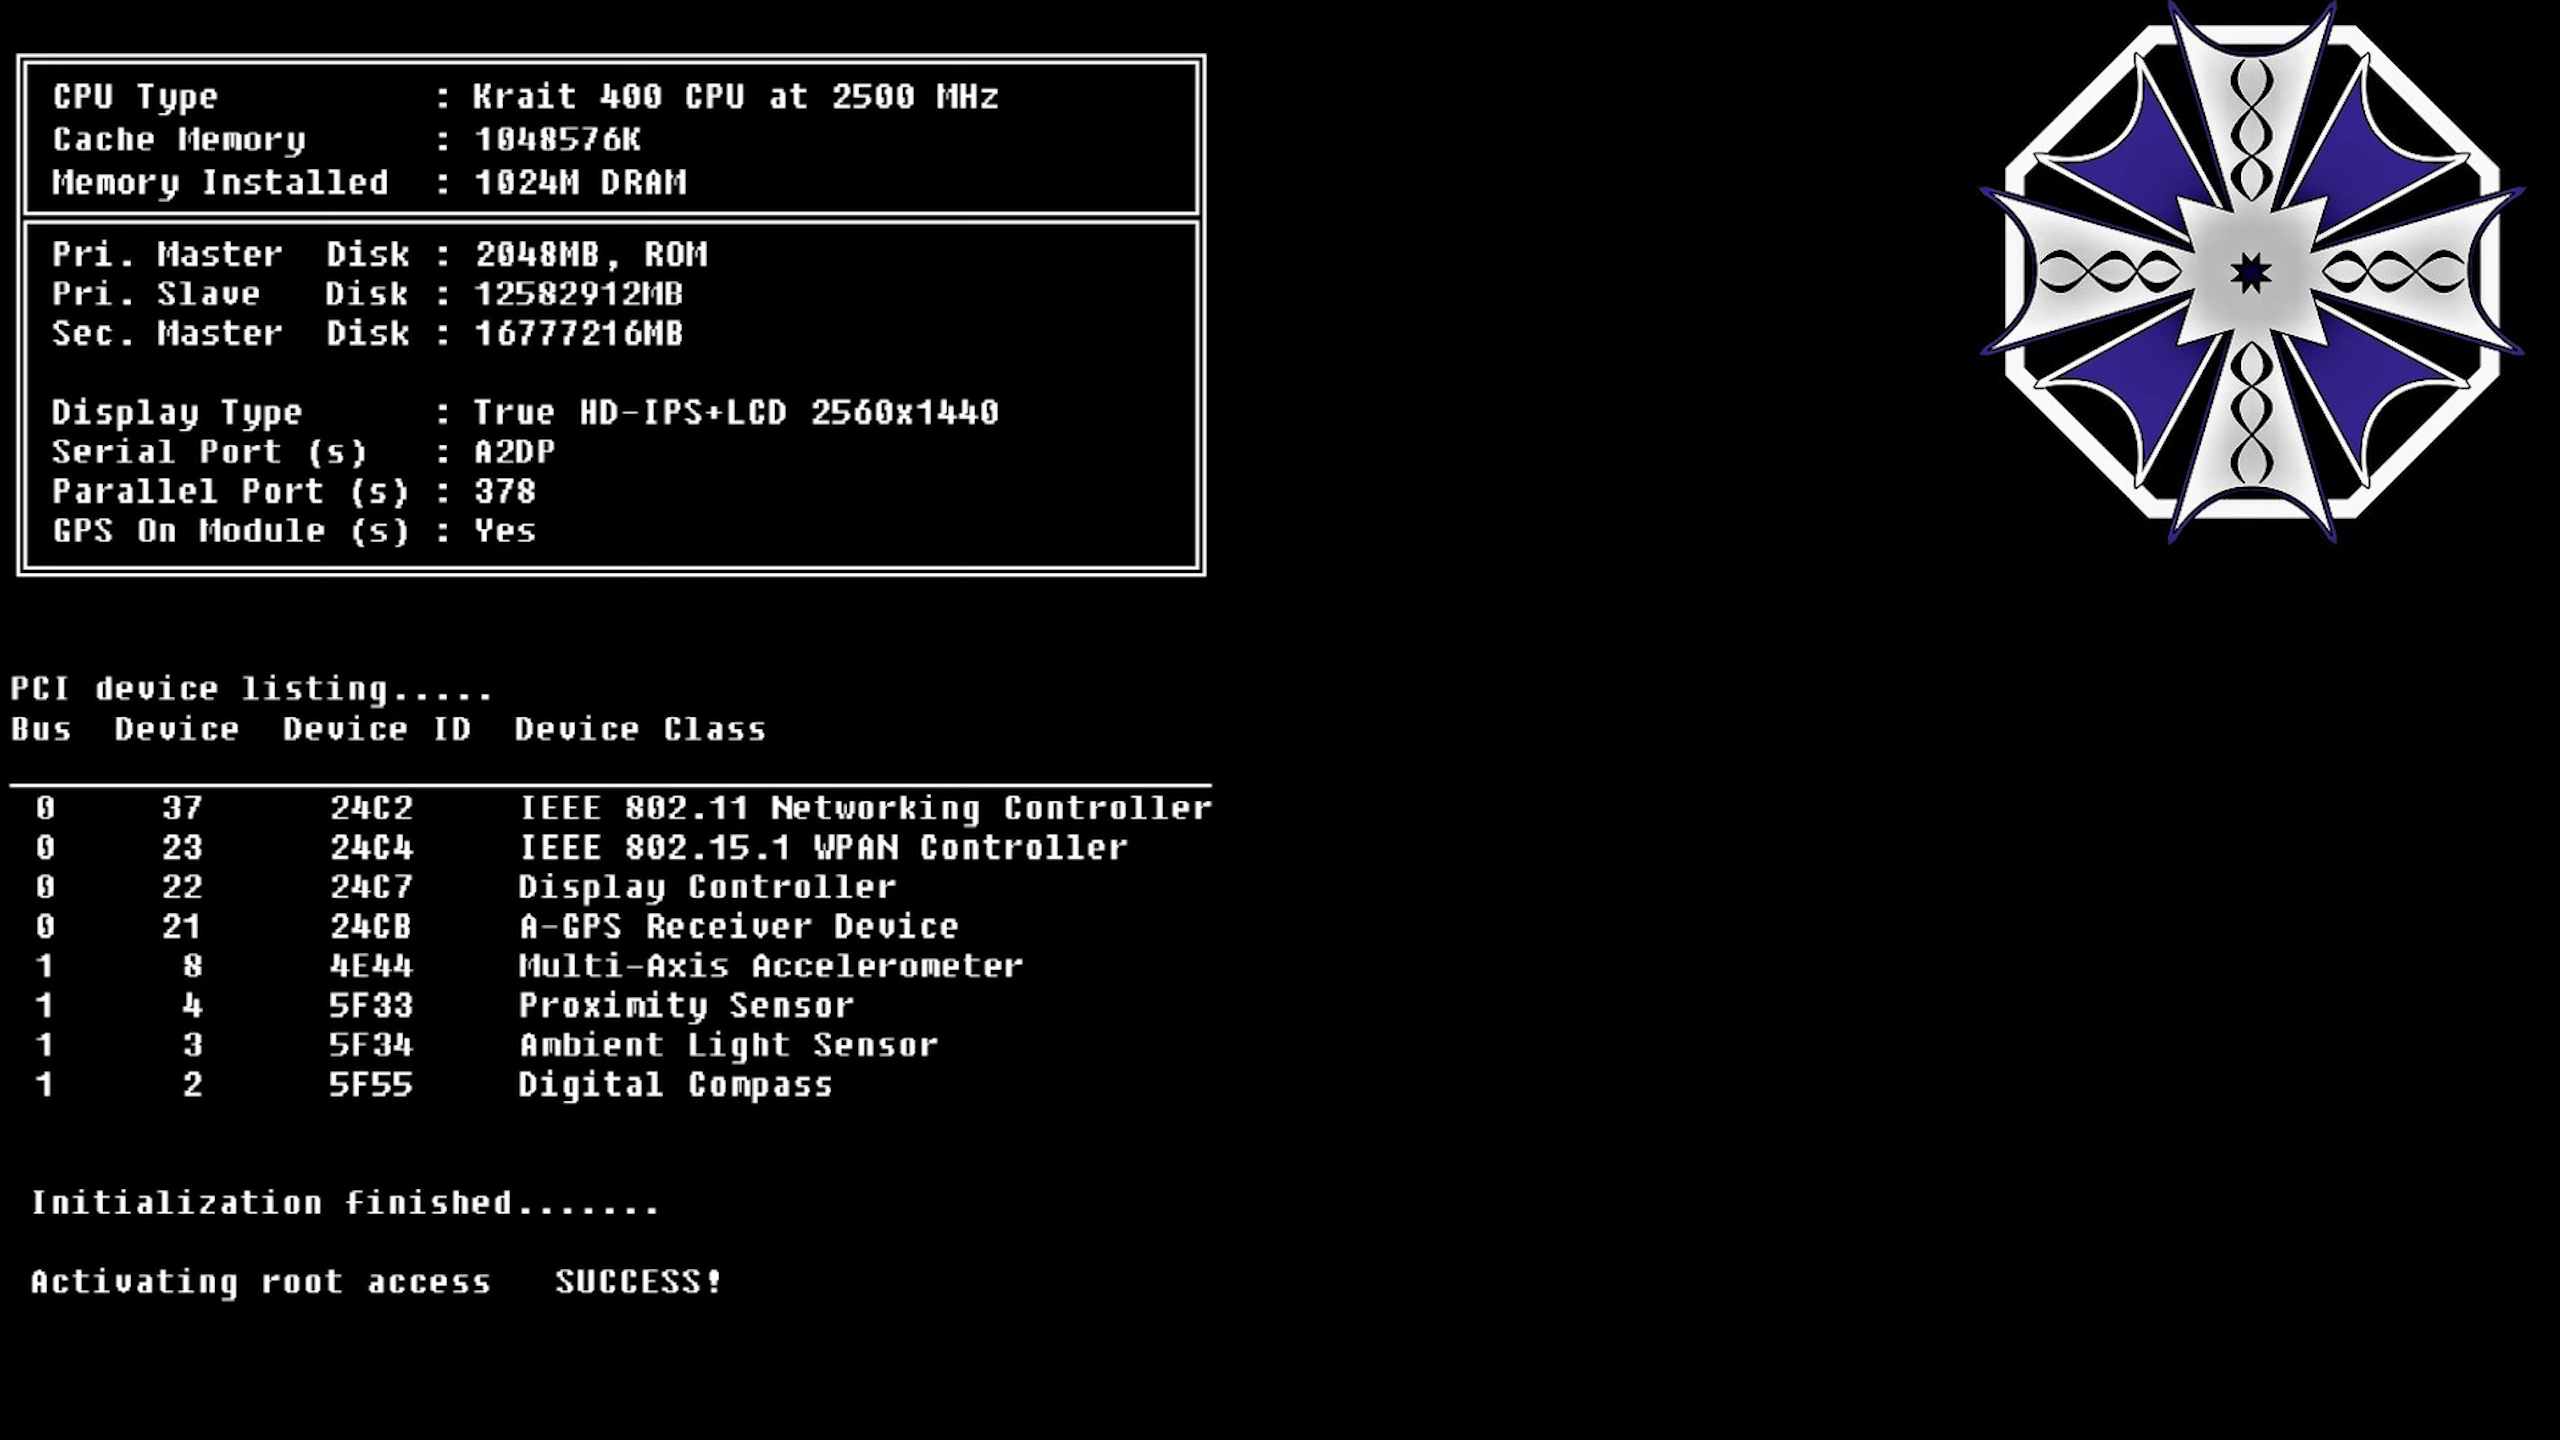 CPU Type : Krait 400 CPU at 2500 MHz
Cache Memory : 1048576K
Memory Installed : 1024M DRAM
Pri. Master Disk : 2048MB, ROM
Pri. Slave Disk : 12582912MB
Sec. Master Disk : 16777216MB
Display Type : True HD-IPS+LCD 2560x1440
Serial Port (s) : A2DP
Parallel Port (s) : 378
GPS On Module (s) : Yes
PCI device listing.....
Bus Device Device ID Device Class
0 37 24C2 IEEE 802.11 Networking Controller
0 23 24C4 IEEE 802.15.1 WPAN Controller
0 22 24C7 Display Controller
0 21 24CB A-GPS Receiver Device
1 8 4E44 Multi-Axis Accelerometer
1 4 5F33 Proximity Sensor
1 3 5F34 Ambient Light Sensor
1 2 5F55 Digital Compass
Initialization finished.......
Activating root access SUCCESS!